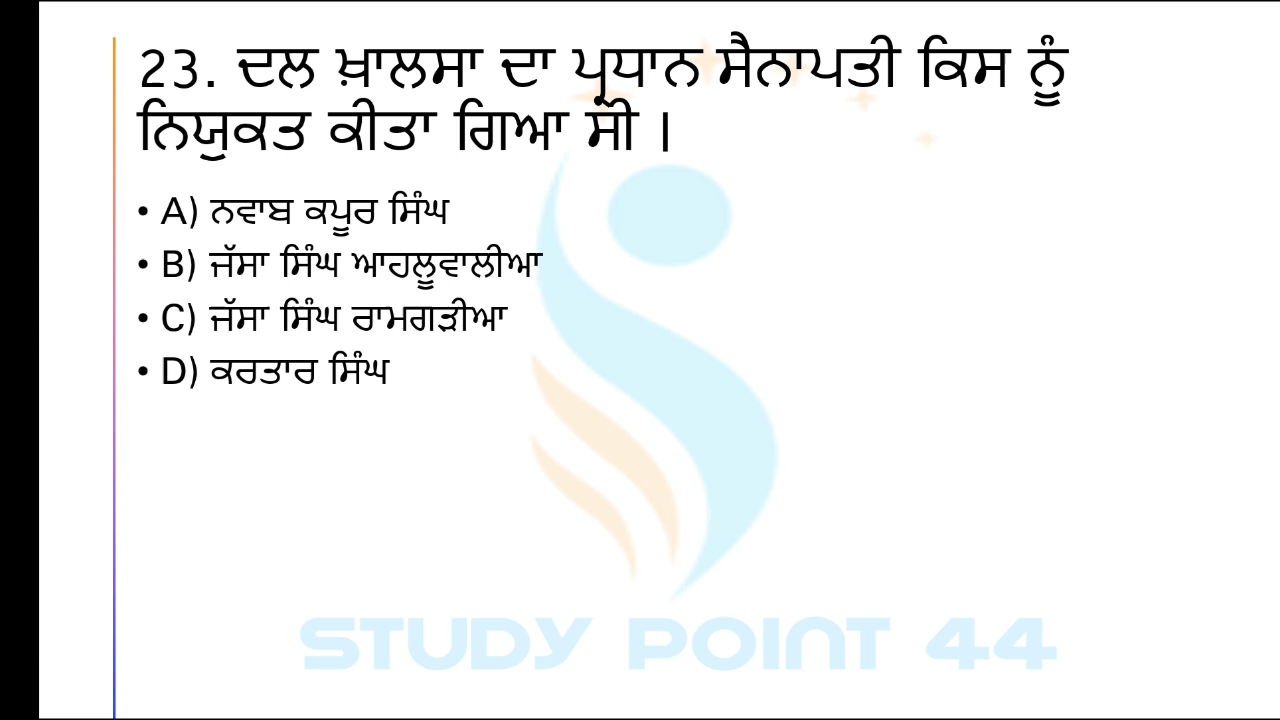 23. ਦਲ ਖ਼ਾਲਸਾ ਦਾ ਪ੍ਰਧਾਨ ਸੈਨਾਪਤੀ ਕਿਸ ਨੂੰ
ਨਿਯੁਕਤ ਕੀਤਾ ਗਿਆ ਸੀ ।
• A) ਨਵਾਬ ਕਪੂਰ ਸਿੰਘ
• B) ਜੱਸਾ ਸਿੰਘ ਆਹਲੂਵਾਲੀਆ
• C) ਜੱਸਾ ਸਿੰਘ ਰਾਮਗੜੀਆ
• D) ਕਰਤਾਰ ਸਿੰਘ
STUDY POINT 44